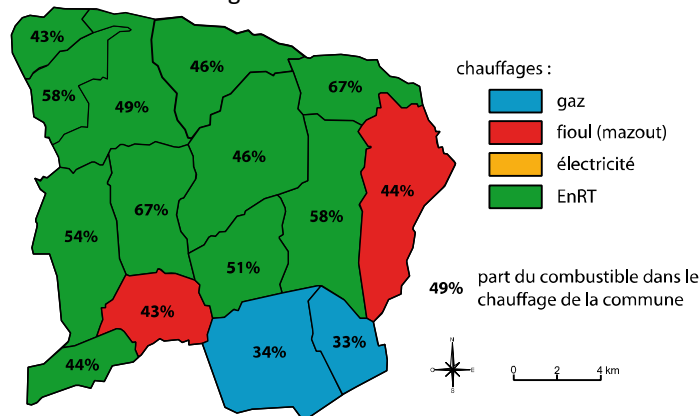 43%
46%
67%
58%
49%
46%
44%
67%
58%
54%
51%
43%
34%
33%
44%
chauffages :
gaz
fioul (mazout)
électricité
EnRT
49%
part du combustible dans le
chauffage de la commune
N
O
E
S
0
2
4 km